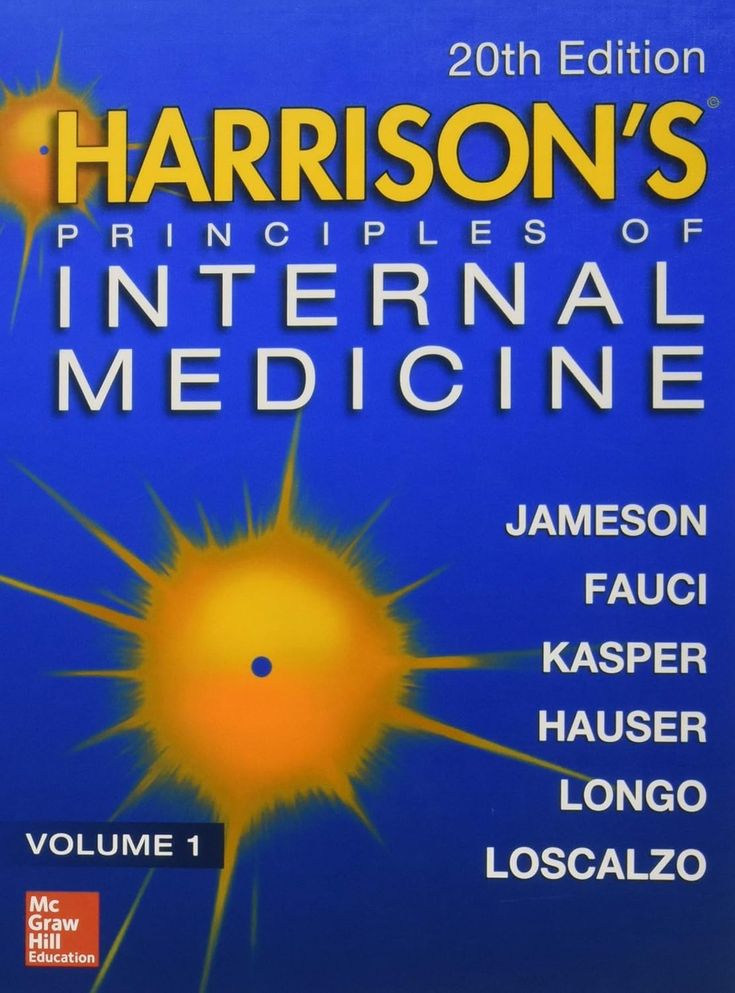 20th Edition
HARRISON'S
©
PRINCIPLES OF
INTERNAL
MEDICINE
JAMESON
FAUCI
KASPER
HAUSER
LONGO
LOSCALZO
VOLUME 1
Mc
Graw
Hill
Education